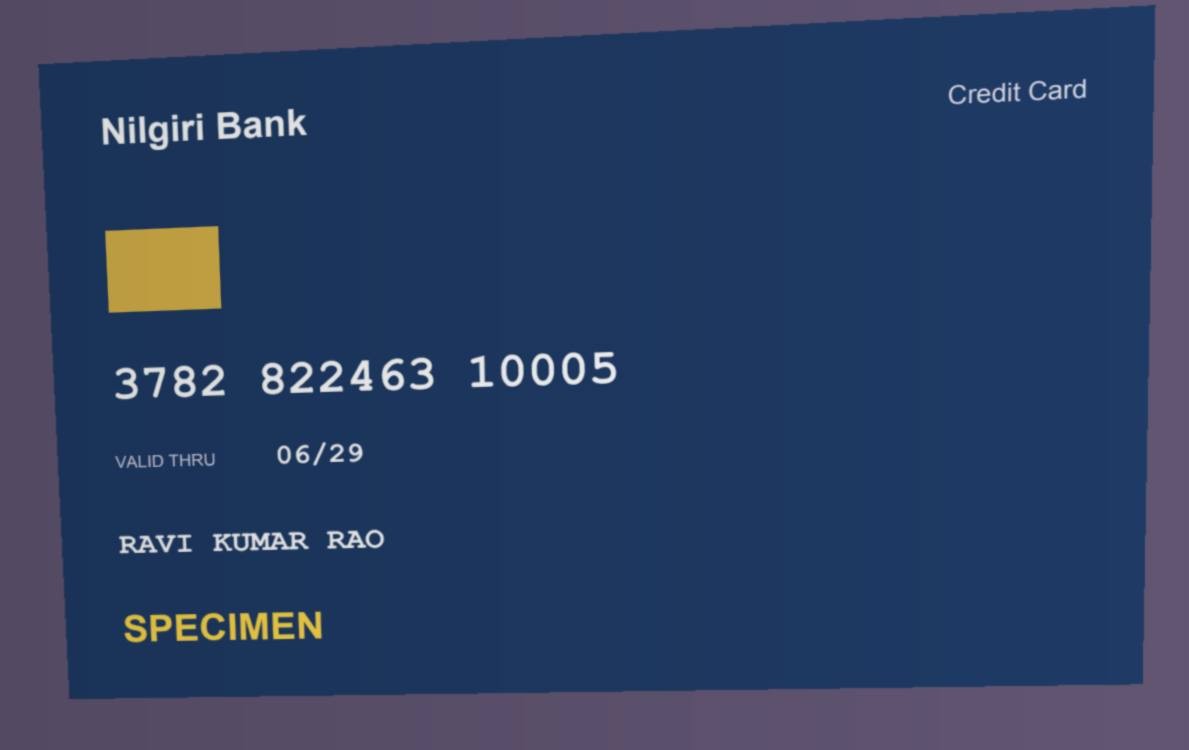 Nilgiri Bank
Credit Card
3782 822463 10005
VALID THRU 06/29
RAVI KUMAR RAO
SPECIMEN